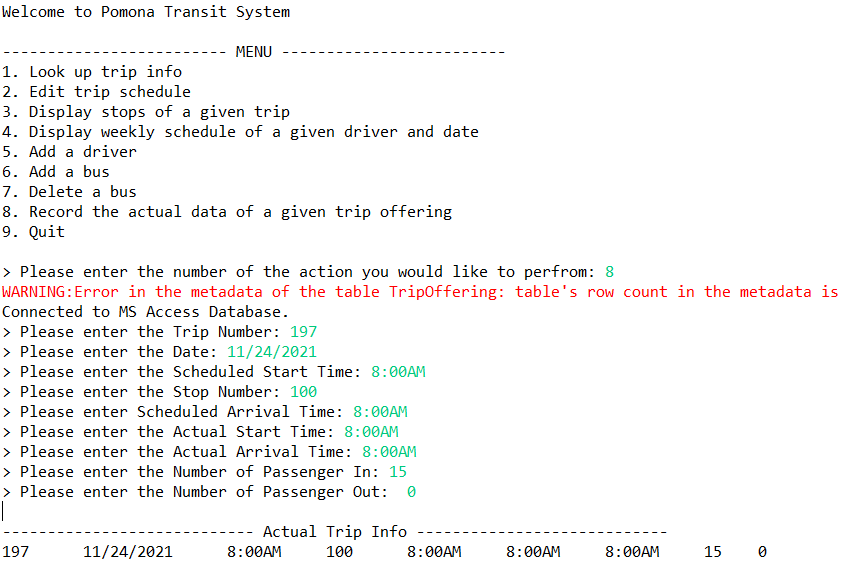 Welcome to Pomona Transit System
------------------------- MENU -------------------------
1. Look up trip info
2. Edit trip schedule
3. Display stops of a given trip
4. Display weekly schedule of a given driver and date
5. Add a driver
6. Add a bus
7. Delete a bus
8. Record the actual data of a given trip offering
9. Quit
> Please enter the number of the action you would like to perfrom: 8
WARNING:Error in the metadata of the table TripOffering: table's row count in the metadata is
Connected to MS Access Database.
> Please enter the Trip Number: 197
> Please enter the Date: 11/24/2021
> Please enter the Scheduled Start Time: 8:00AM
> Please enter the Stop Number: 100
> Please enter Scheduled Arrival Time: 8:00AM
> Please enter the Actual Start Time: 8:00AM
> Please enter the Actual Arrival Time: 8:00AM
> Please enter the Number of Passenger In: 15
> Please enter the Number of Passenger Out:  0
---------------------------- Actual Trip Info ----------------------------
197      11/24/2021      8:00AM     100      8:00AM     8:00AM     8:00AM     15    0